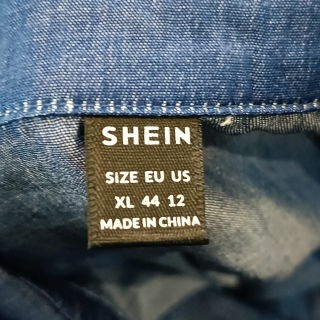 SHEIN
SIZE EU US
XL 44 12
MADE IN CHINA